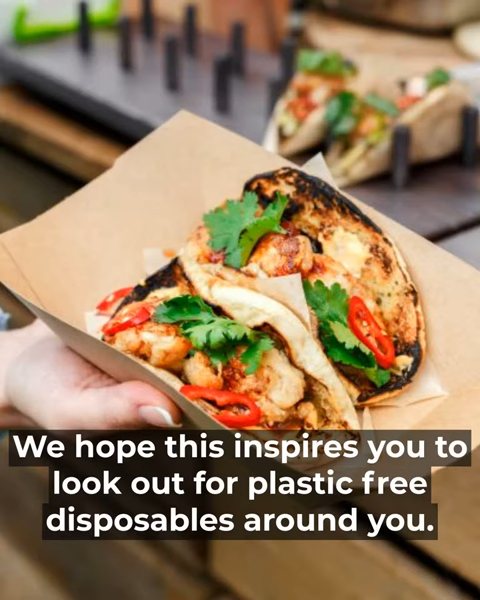 We hope this inspires you to
look out for plastic free
disposables around you.